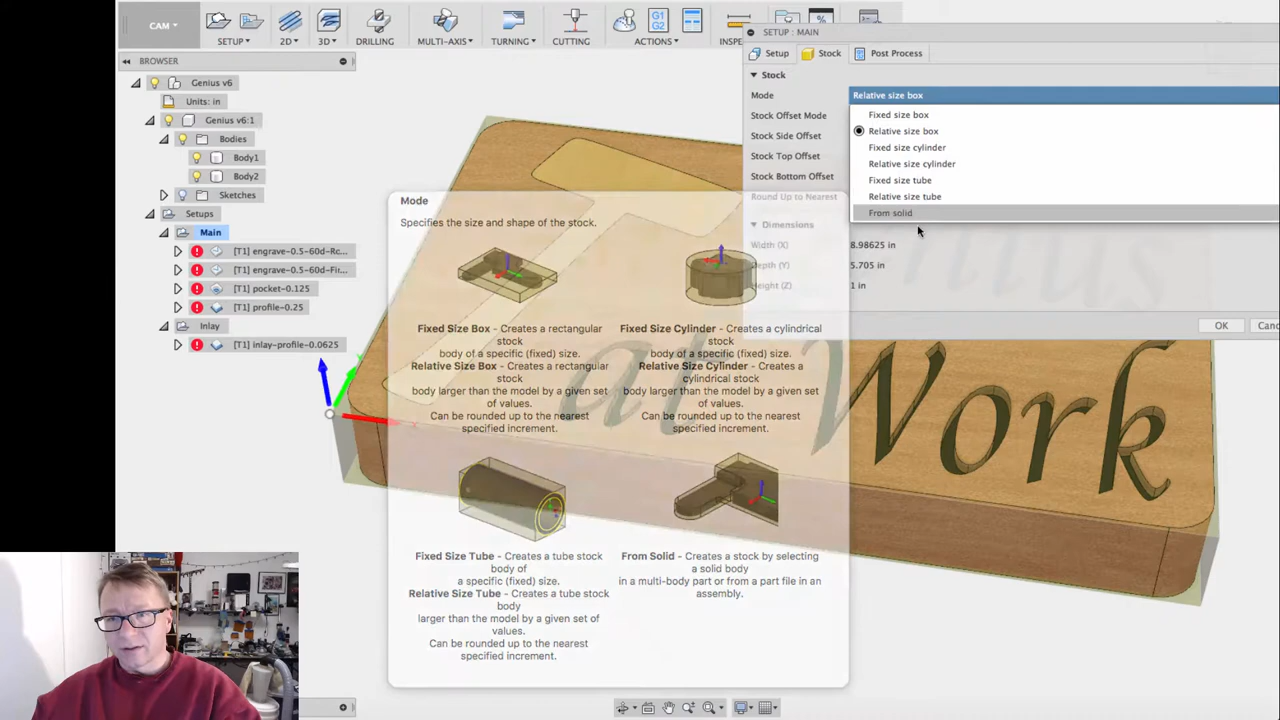 CAM
SETUP
2D
3D
DRILLING
MULTI-AXIS
TURNING
CUTTING
G1
G2
ACTIONS
INSPE
%
BROWSER
Genius v6
Units: in
Genius v6:1
Bodies
Body1
Body2
Sketches
Setups
Main
[T1] engrave-0.5-60d-Rc...
[T1] engrave-0.5-60d-Fir...
[T1] pocket-0.125
[T1] profile-0.25
Inlay
[T1] inlay-profile-0.0625
SETUP : MAIN
Setup
Stock
Post Process
Stock
Mode
Relative size box
Stock Offset Mode
Stock Side Offset
Stock Top Offset
Stock Bottom Offset
Round Up to Nearest
Fixed size box
Relative size box
Fixed size cylinder
Relative size cylinder
Fixed size tube
Relative size tube
From solid
Dimensions
Width (X)
8.98625 in
Depth (Y)
5.705 in
Height (Z)
1 in
OK
Canc
Mode
Specifies the size and shape of the stock.
Fixed Size Box - Creates a rectangular
stock
body of a specific (fixed) size.
Relative Size Box - Creates a rectangular
stock
body larger than the model by a given set
of values.
Can be rounded up to the nearest
specified increment.
Fixed Size Cylinder - Creates a cylindrical
stock
body of a specific (fixed) size.
Relative Size Cylinder - Creates a
cylindrical stock
body larger than the model by a given set
of values.
Can be rounded up to the nearest
specified increment.
Fixed Size Tube - Creates a tube stock
body of
a specific (fixed) size.
Relative Size Tube - Creates a tube stock
body
larger than the model by a given set of
values.
Can be rounded up to the nearest
specified increment.
From Solid - Creates a stock by selecting
a solid body
in a multi-body part or from a part file in an
assembly.
at Work